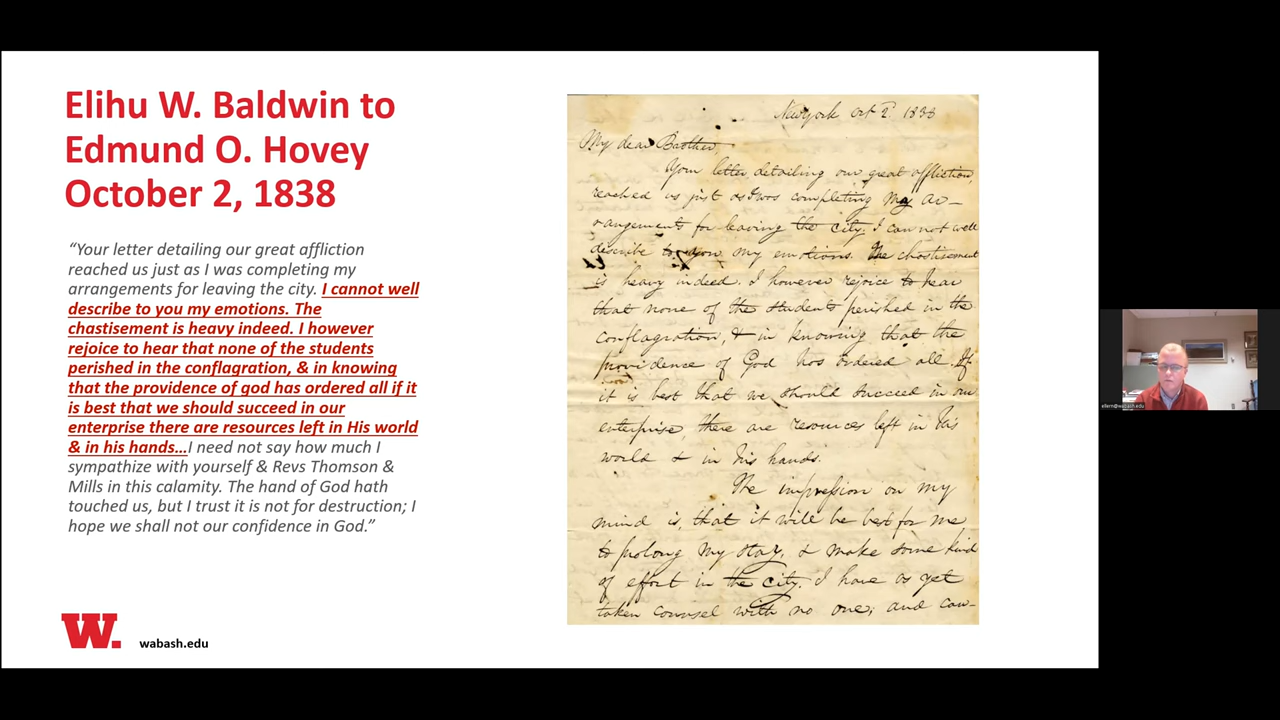 Elihu W. Baldwin to
Edmund O. Hovey
October 2, 1838
“Your letter detailing our great affliction
reached us just as I was completing my
arrangements for leaving the city. I cannot well
describe to you my emotions. The
chastisement is heavy indeed. I however
rejoice to hear that none of the students
perished in the conflagration, & in knowing
that the providence of god has ordered all if it
is best that we should succeed in our
enterprise there are resources left in His world
& in his hands…I need not say how much I
sympathize with yourself & Revs Thomson &
Mills in this calamity. The hand of God hath
touched us, but I trust it is not for destruction; I
hope we shall not our confidence in God.”
W.
wabash.edu
Newyork Oct 2. 1838
My dear Brother,
Your letter detailing our great affliction,
reached us just as I was completing my ar-
rangements for leaving the city. I can not well
describe to you my emotions. The chastisement
is heavy indeed. I however rejoice to hear
that none of the students perished in the
conflagration, & in knowing that the
providence of God has ordered all. If
it is best that we should succeed in our
enterprise, there are resources left in his
world & in his hands.
The impression on my
mind is, that it will be best for me
to prolong my stay, & make some kind
of effort in the city. I have as yet
taken counsel with no one; and can-
ellern@wabash.edu